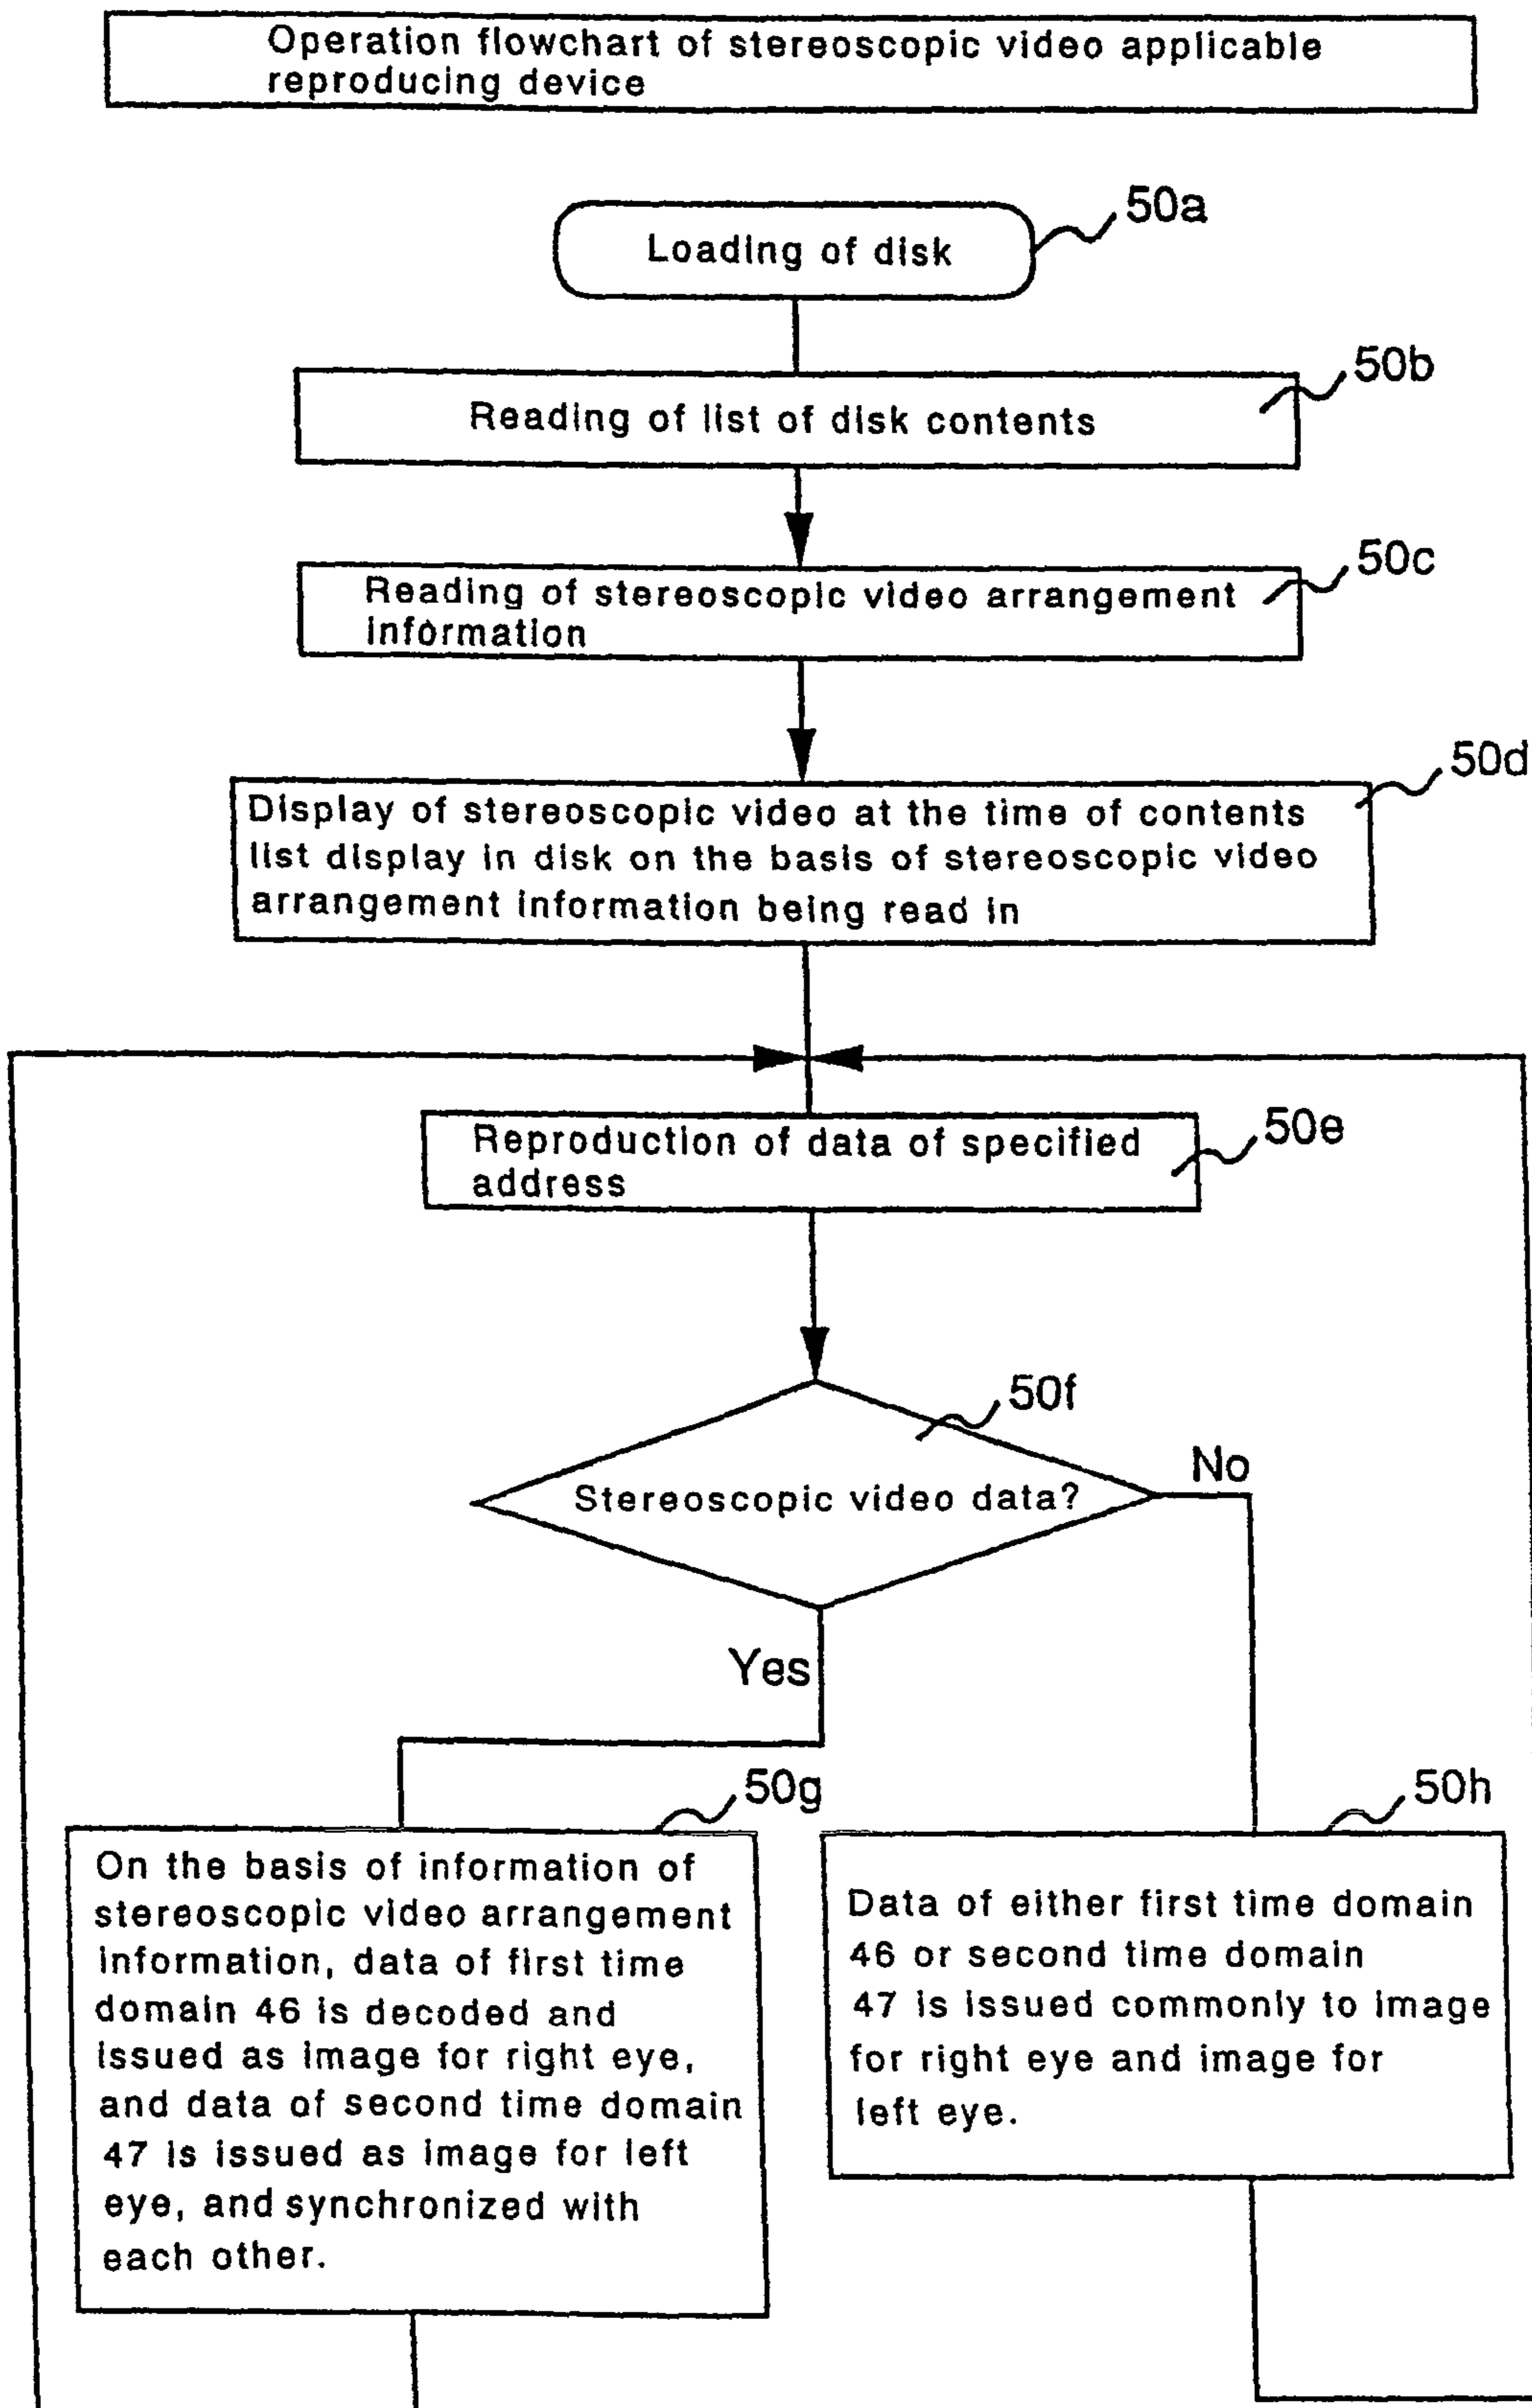 Operation flowchart of stereoscopic video applicable
reproducing device
50a
Loading of disk
50b
Reading of list of disk contents
50c
Reading of stereoscopic video arrangement
information
50d
Display of stereoscopic video at the time of contents
list display in disk on the basis of stereoscopic video
arrangement information being read in
50e
Reproduction of data of specified
address
50f
Stereoscopic video data?
No
Yes
50g
On the basis of information of
stereoscopic video arrangement
information, data of first time
domain 46 is decoded and
issued as image for right eye,
and data of second time domain
47 is issued as image for left
eye, and synchronized with
each other.
50h
Data of either first time domain
46 or second time domain
47 is issued commonly to image
for right eye and image for
left eye.